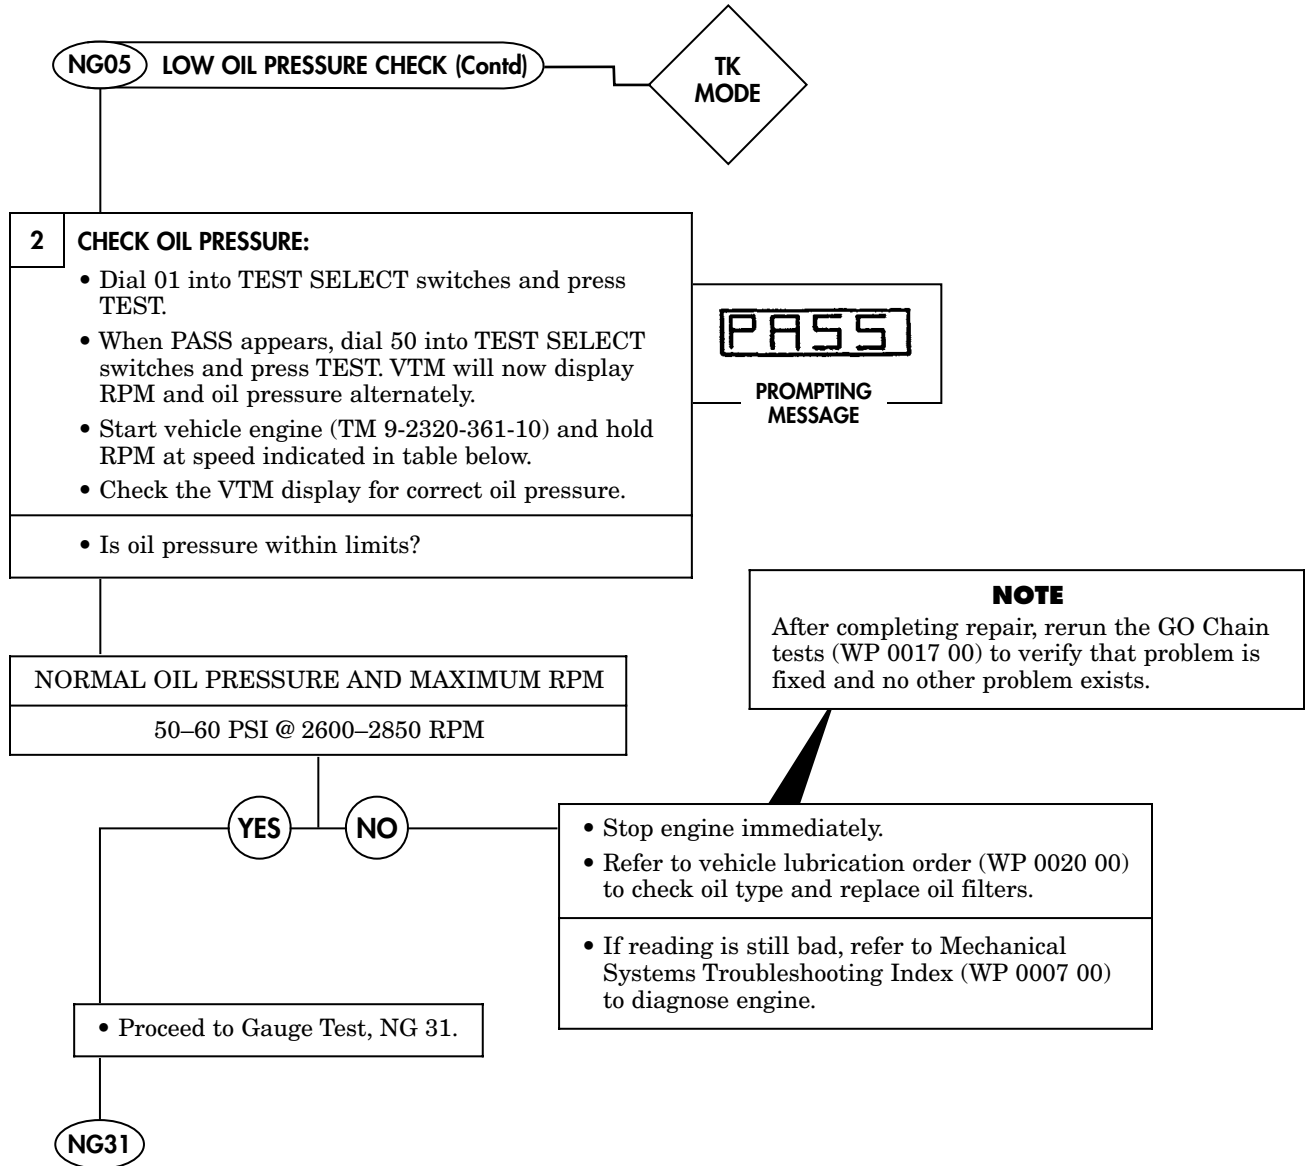 NG05 LOW OIL PRESSURE CHECK (Contd)
TK
MODE
2 CHECK OIL PRESSURE:
• Dial 01 into TEST SELECT switches and press
TEST.
• When PASS appears, dial 50 into TEST SELECT
switches and press TEST. VTM will now display
RPM and oil pressure alternately.
• Start vehicle engine (TM 9-2320-361-10) and hold
RPM at speed indicated in table below.
• Check the VTM display for correct oil pressure.
• Is oil pressure within limits?
PASS
PROMPTING
MESSAGE
NORMAL OIL PRESSURE AND MAXIMUM RPM
50–60 PSI @ 2600–2850 RPM
NOTE
After completing repair, rerun the GO Chain
tests (WP 0017 00) to verify that problem is
fixed and no other problem exists.
YES
NO
• Stop engine immediately.
• Refer to vehicle lubrication order (WP 0020 00)
to check oil type and replace oil filters.
• If reading is still bad, refer to Mechanical
Systems Troubleshooting Index (WP 0007 00)
to diagnose engine.
• Proceed to Gauge Test, NG 31.
NG31